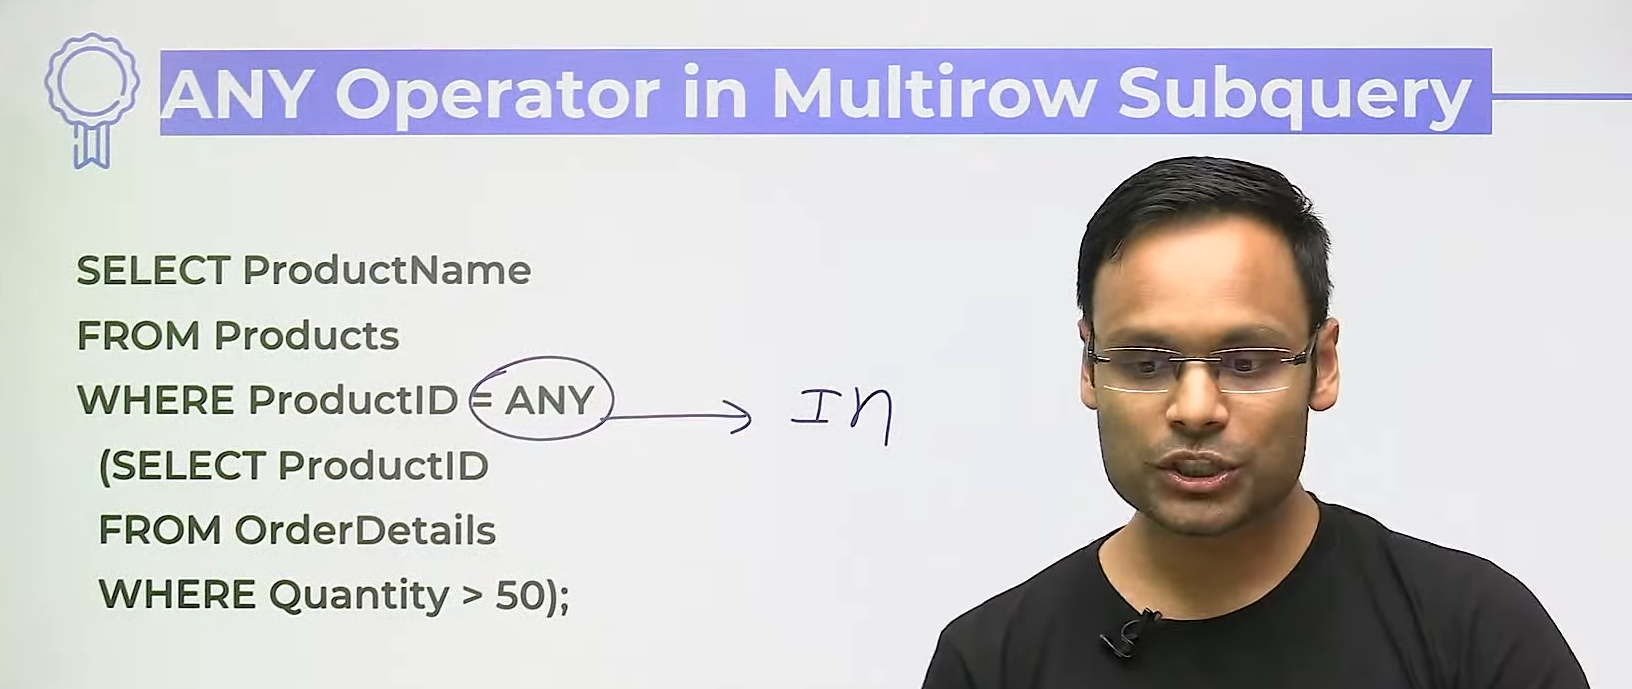 ANY Operator in Multirow Subquery
SELECT ProductName
FROM Products
WHERE ProductID = ANY → In
(SELECT ProductID
FROM OrderDetails
WHERE Quantity > 50);